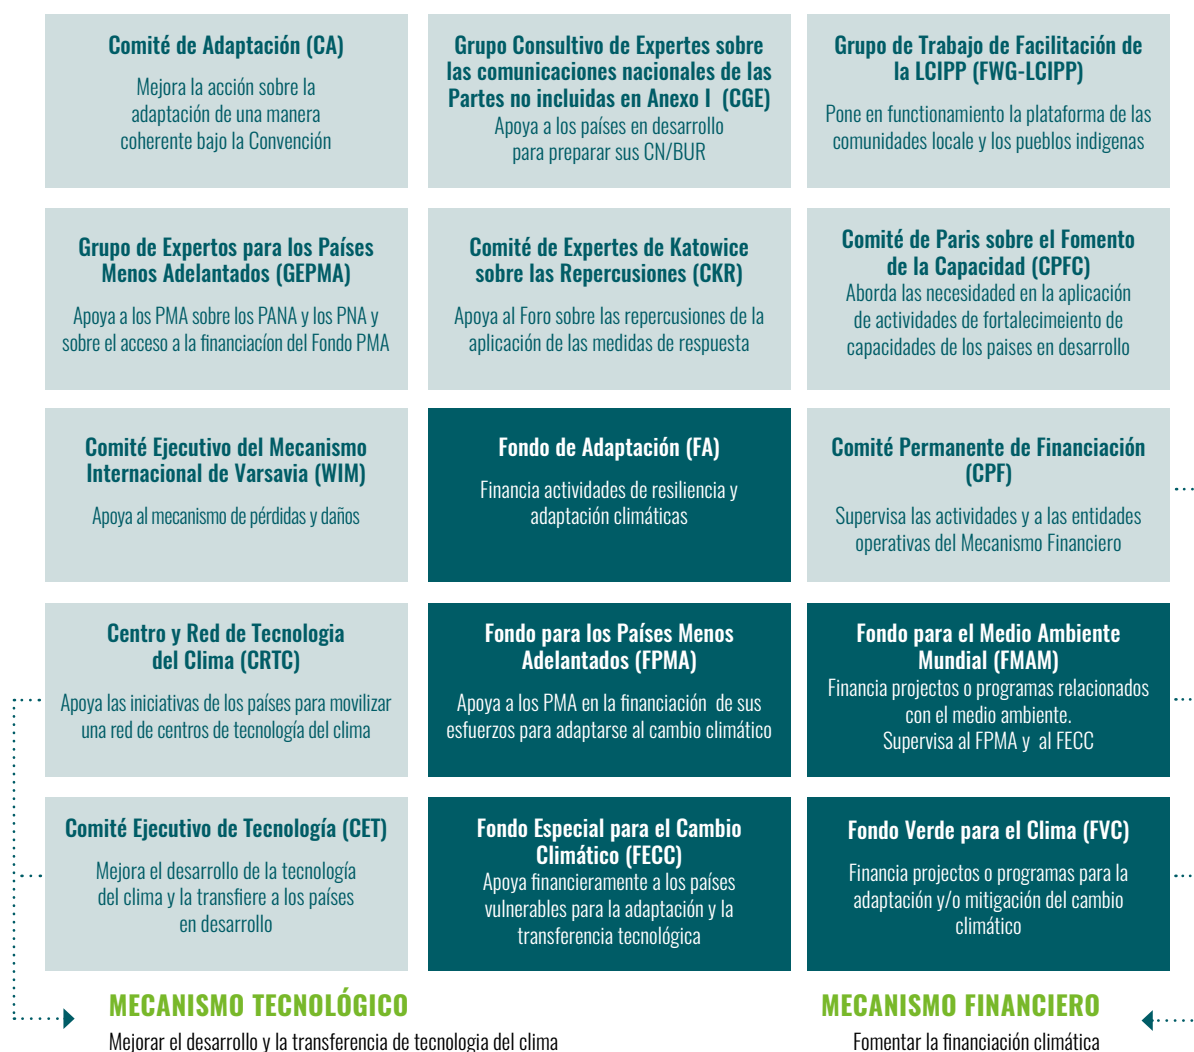 Comité de Adaptación (CA)
Mejora la acción sobre la
adaptación de una manera
coherente bajo la Convención
Grupo Consultivo de Expertes sobre
las comunicaciones nacionales de las
Partes no incluidas en Anexo I (CGE)
Apoya a los países en desarrollo
para preparar sus CN/BUR
Grupo de Trabajo de Facilitación de
la LCIPP (FWG-LCIPP)
Pone en functionamiento la plataforma de las
comunidades locale y los pueblos indigenas
Grupo de Expertos para los Países
Menos Adelantados (GEPMA)
Apoya a los PMA sobre los PANA y los PNA y
sobre el acceso a la financiacíon del Fondo PMA
Comité de Expertes de Katowice
sobre las Repercusiones (CKR)
Apoya al Foro sobre las repercusiones de la
aplicación de las medidas de respuesta
Comité de Paris sobre el Fomento
de la Capacidad (CPFC)
Aborda las necesidaded en la aplicación
de actividades de fortalecimeiento de
capacidades de los paises en desarrollo
Comité Ejecutivo del Mecanismo
Internacional de Varsavia (WIM)
Apoya al mecanismo de pérdidas y daños
Fondo de Adaptación (FA)
Financia actividades de resiliencia y
adaptación climáticas
Comité Permanente de Financiación
(CPF)
Supervisa las actividades y a las entidades
operativas del Mecanismo Financiero
Centro y Red de Tecnologia
del Clima (CRTC)
Apoya las iniciativas de los países para movilizar
una red de centros de tecnología del clima
Fondo para los Países Menos
Adelantados (FPMA)
Apoya a los PMA en la financiación de sus
esfuerzos para adaptarse al cambio climático
Fondo para el Medio Ambiente
Mundial (FMAM)
Financia projectos o programas relacionados
con el medio ambiente.
Supervisa al FPMA y al FECC
Comité Ejecutivo de Tecnología (CET)
Mejora el desarrollo de la tecnología
del clima y la transfiere a los países
en desarrollo
Fondo Especial para el Cambio
Climático (FECC)
Apoya financieramente a los países
vulnerables para la adaptación y la
transferencia tecnológica
Fondo Verde para el Clima (FVC)
Financia projectos o programas para la
adaptación y/o mitigación del cambio
climático
MECANISMO TECNOLÓGICO
Mejorar el desarrollo y la transferencia de tecnologia del clima
MECANISMO FINANCIERO
Fomentar la financiación climática